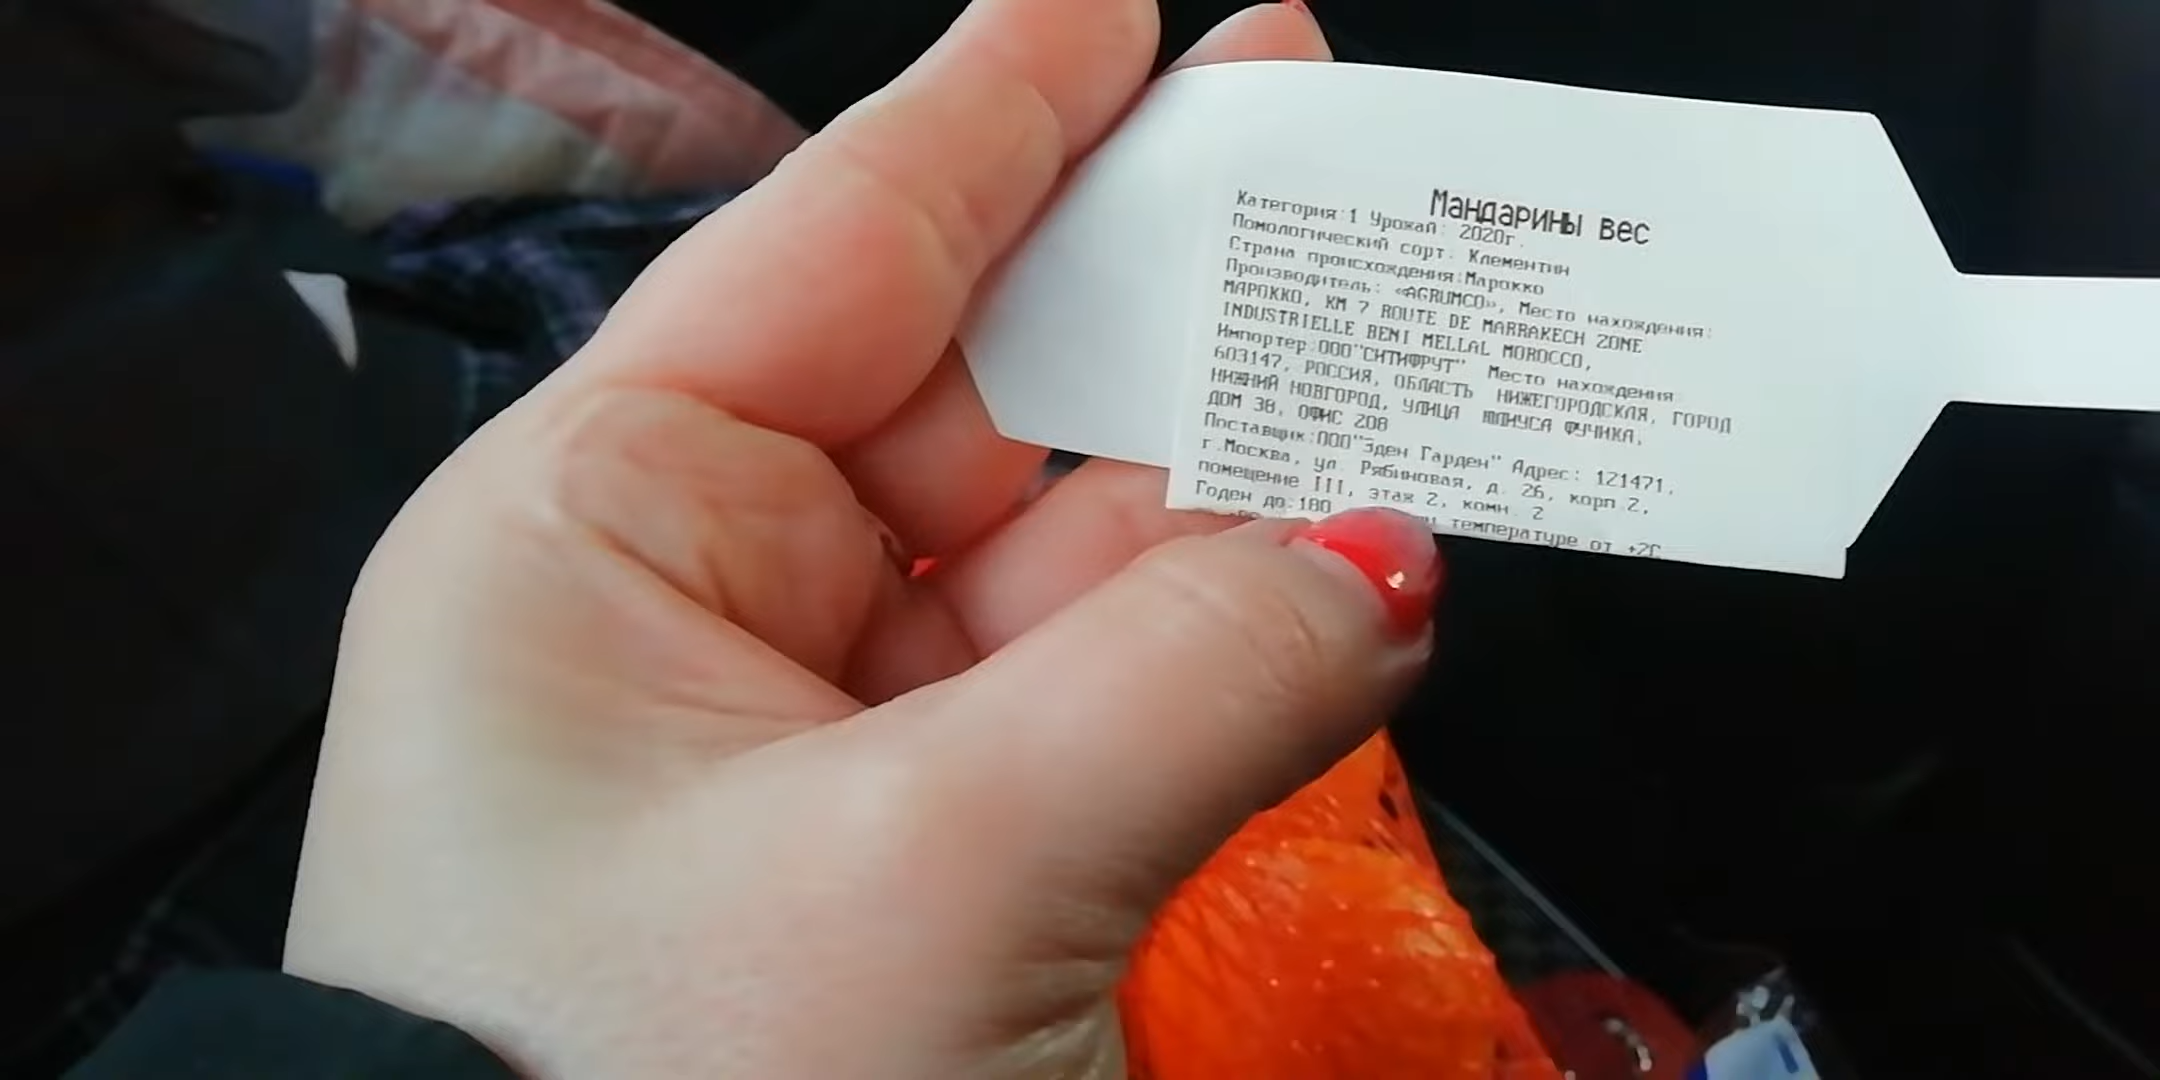 Мандарины вес
Категория:1 Урожай: 2020г.
Помологический сорт: Клементин
Страна происхождения:Марокко
Производитель: «AGRUMCO», Место нахождения:
МАРОККО, КМ 7 ROUTE DE MARRAKECH ZONE
INDUSTRIELLE BENI MELLAL MOROCCO,
Импортер:ООО"СИТИФРУТ" Место нахождения:
603147, РОССИЯ, ОБЛАСТЬ НИЖЕГОРОДСКАЯ, ГОРОД
НИЖНИЙ НОВГОРОД, УЛИЦА ЮЛИУСА ФУЧИКА,
ДОМ 38, ОФИС 208
Поставщик:ООО"Эден Гарден" Адрес: 121471,
г.Москва, ул. Рябиновая, д. 26, корп 2,
помещение III, этаж 2, комн. 2
Годен до:180
температуре от +2С